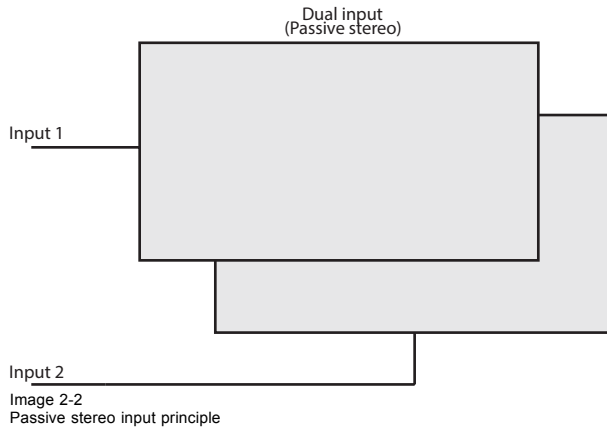 Dual input
(Passive stereo)
Input 1
Input 2
Image 2-2
Passive stereo input principle